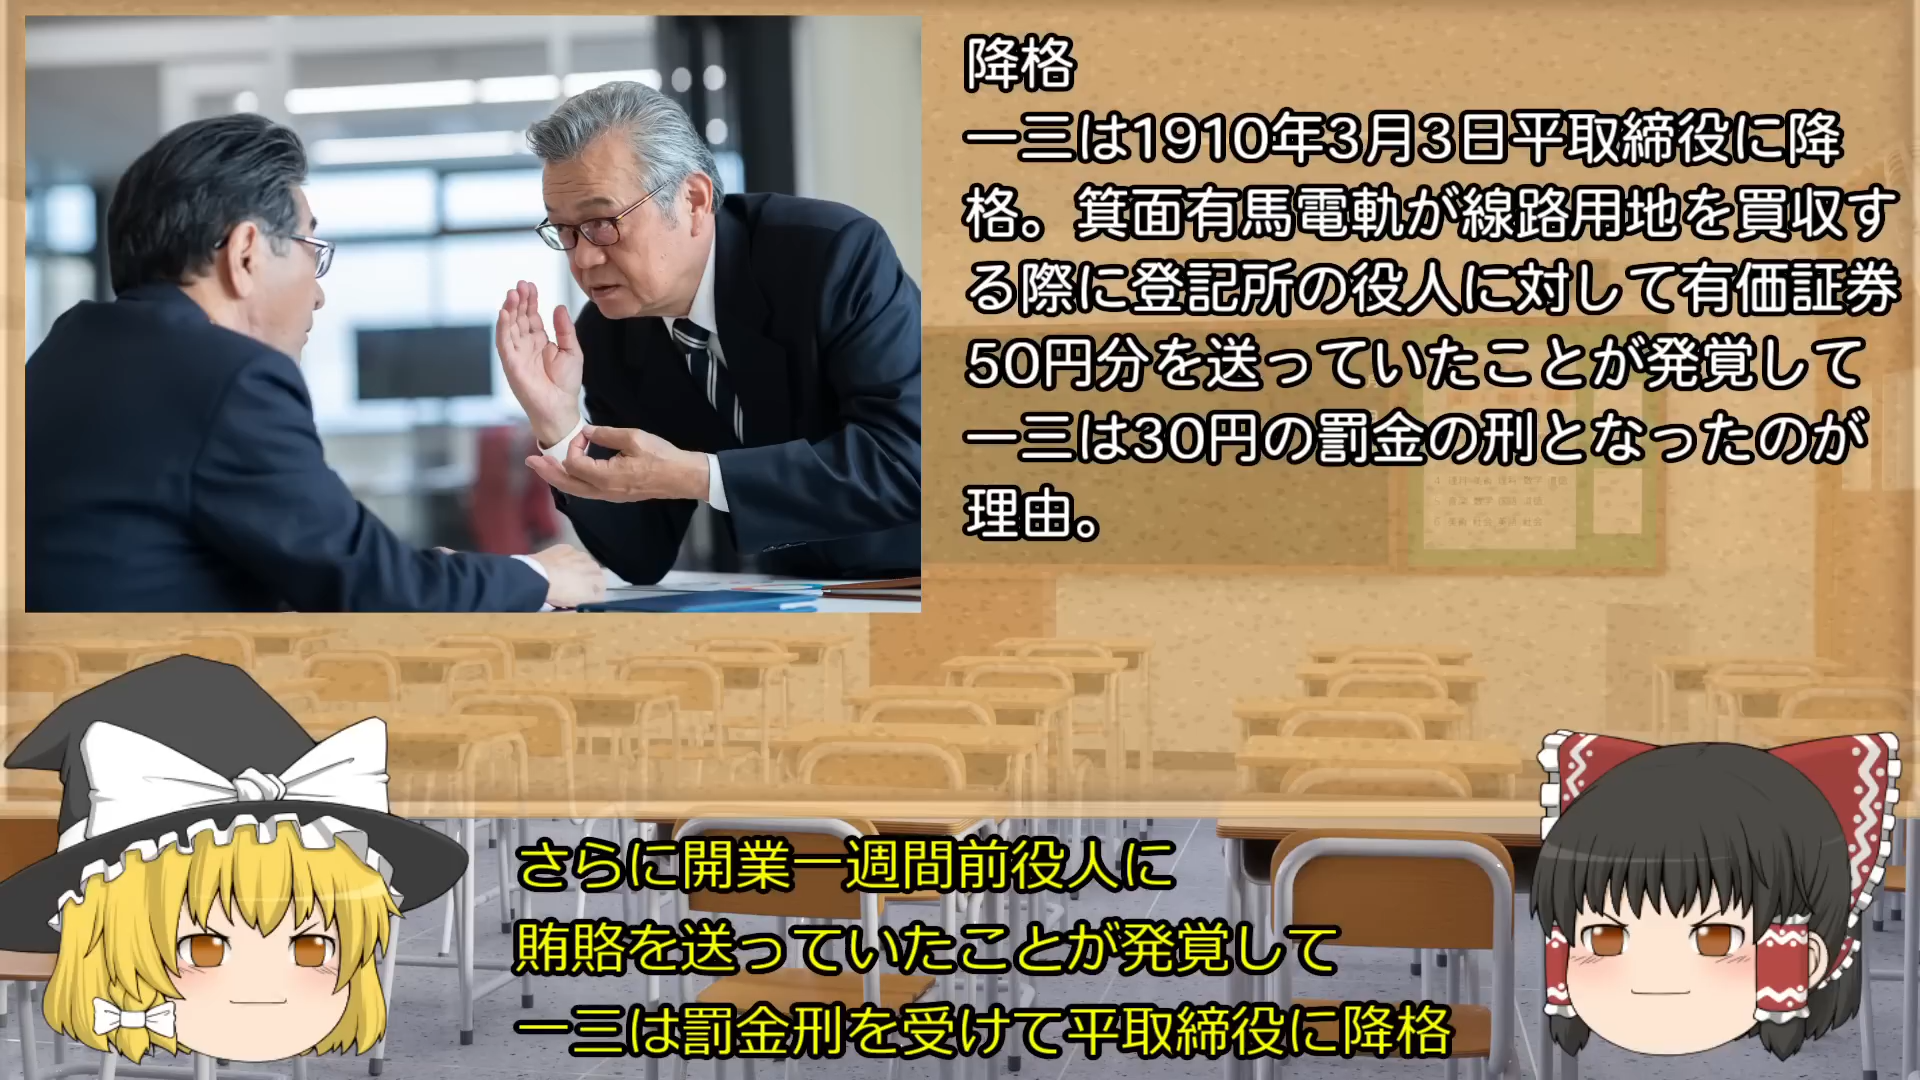 降格
一三は1910年3月3日平取締役に降
格。箕面有馬電軌が線路用地を買収す
る際に登記所の役人に対して有価証券
50円分を送っていたことが発覚して
一三は30円の罰金の刑となったのが
理由。
さらに開業一週間前役人に
賄賂を送っていたことが発覚して
一三は罰金刑を受けて平取締役に降格